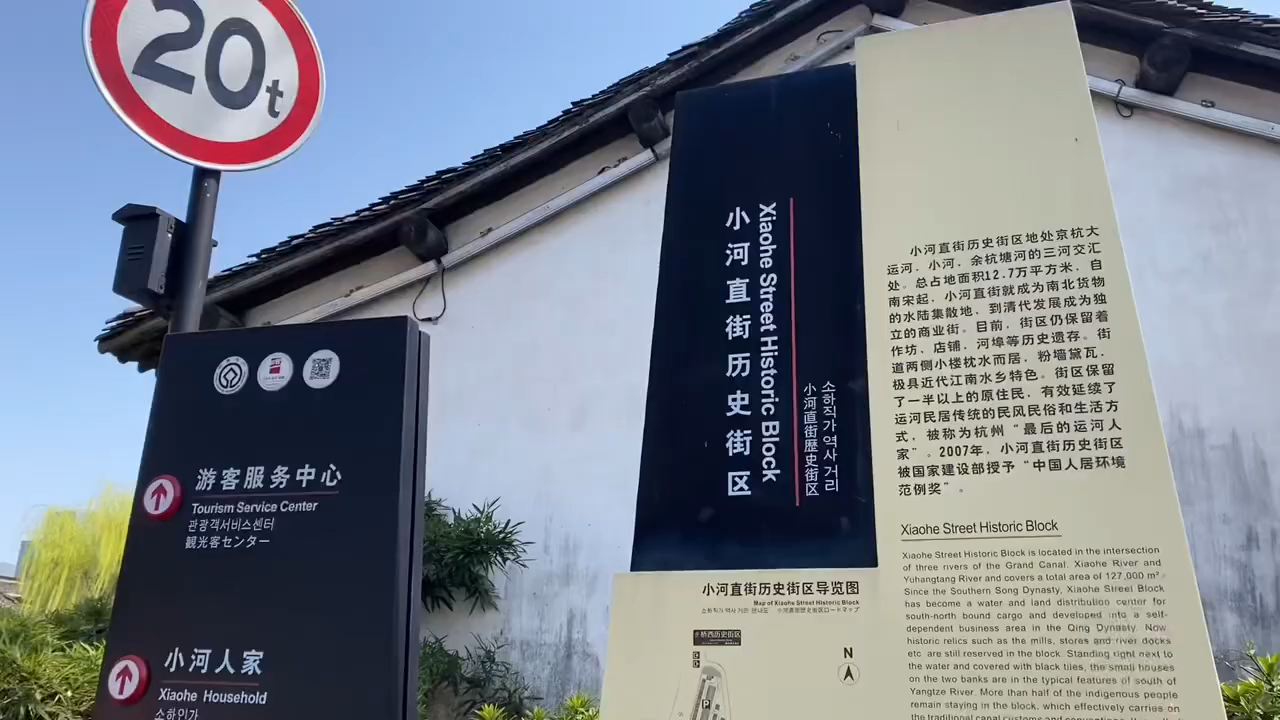 20t
游客服务中心
Tourism Service Center
관광객서비스센터
観光客センター
小河人家
Xiaohe Household
소하인가
小河直街历史街区
Xiaohe Street Historic Block
소하직가역사거리
小河直街歴史街区
小河直街历史街区导览图
Map of Xiaohe Street Historic Block
桥西历史街区
N
P
小河直街历史街区地处京杭大
运河、小河、余杭塘河的三河交汇
处。总占地面积12.7万平方米，自
南宋起，小河直街就成为南北货物
的水陆集散地，到清代发展成为独
立的商业街。目前，街区仍保留着
作坊、店铺、河埠等历史遗存。街
道两侧小楼枕水而居，粉墙黛瓦，
极具近代江南水乡特色。街区保留
了一半以上的原住民，有效延续了
运河民居传统的民风民俗和生活方
式，被称为杭州“最后的运河人
家”。2007年，小河直街历史街区
被国家建设部授予“中国人居环境
范例奖”。
Xiaohe Street Historic Block
Xiaohe Street Historic Block is located in the intersection
of three rivers of the Grand Canal, Xiaohe River and
Yuhangtang River and covers a total area of 127,000 m².
Since the Southern Song Dynasty, Xiaohe Street Block
has become a water and land distribution center for
south-north bound cargo and developed into a self-
dependent business area in the Qing Dynasty. Now
historic relics such as the mills, stores and river docks
etc. are still reserved in the block. Standing right next to
the water and covered with black tiles, the small houses
on the two banks are in the typical features of south of
Yangtze River. More than half of the indigenous people
remain staying in the block, which effectively carries on
the traditional canal customs and conventions